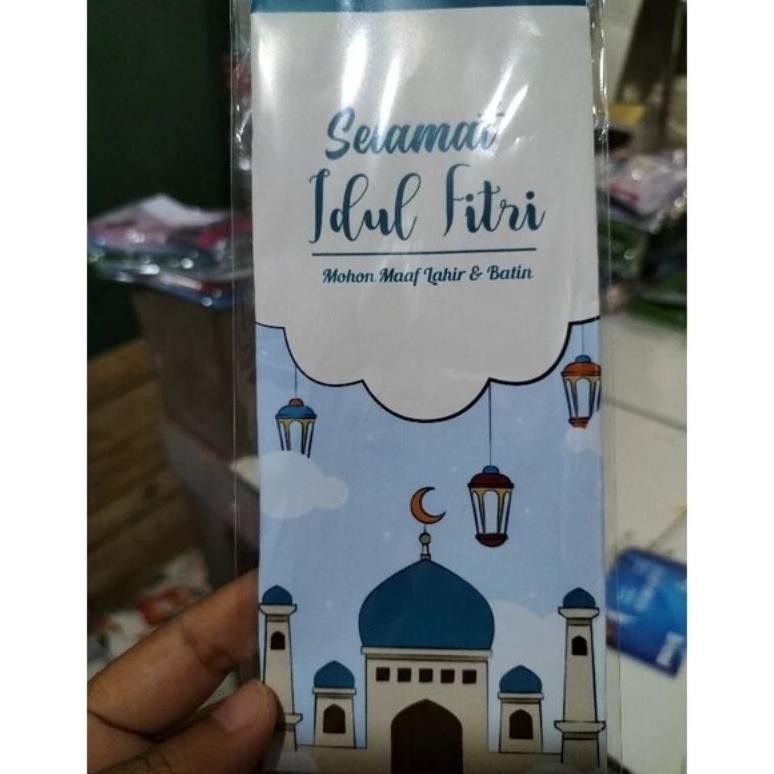 Selamat
Idul Fitri
Mohon Maaf Lahir & Batin